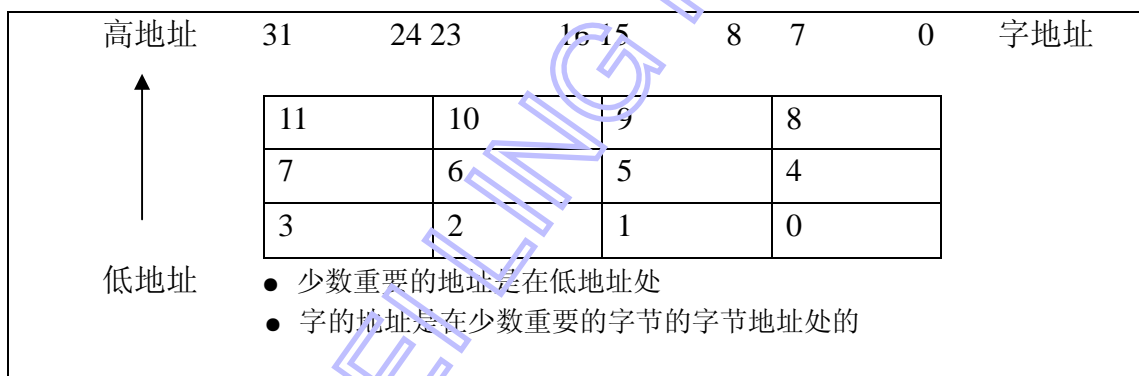 高地址 31 24 23 16 15 8 7 0 字地址
11 10 9 8
7 6 5 4
3 2 1 0
低地址
● 少数重要的地址是在低地址处
● 字的地址是在少数重要的字节的字节地址处的
EI LING